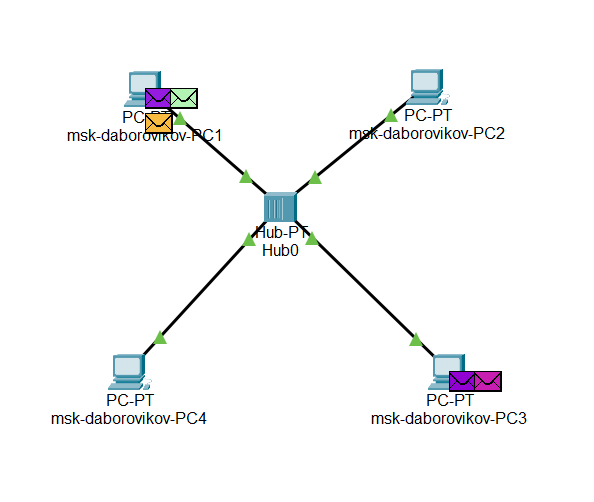 PC-PT
msk-daborovikov-PC1
PC-PT
msk-daborovikov-PC2
Hub-PT
Hub0
PC-PT
msk-daborovikov-PC4
PC-PT
msk-daborovikov-PC3